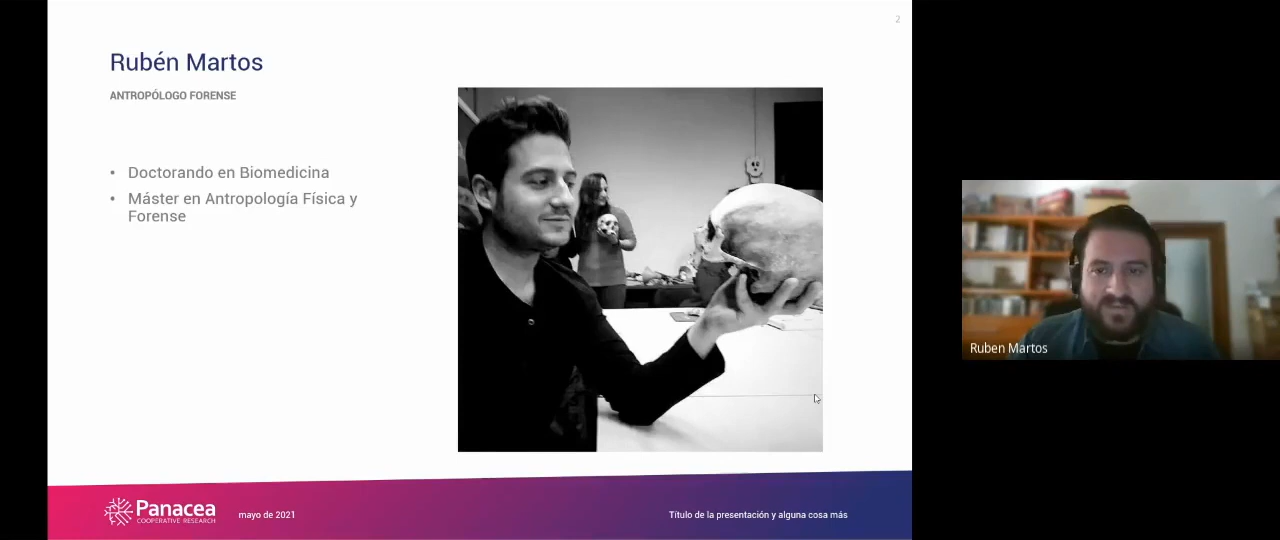 2
Rubén Martos
ANTROPÓLOGO FORENSE
• Doctorando en Biomedicina
• Máster en Antropología Física y
Forense
Ruben Martos
Panacea
COOPERATIVE RESEARCH
mayo de 2021
Título de la presentación y alguna cosa más